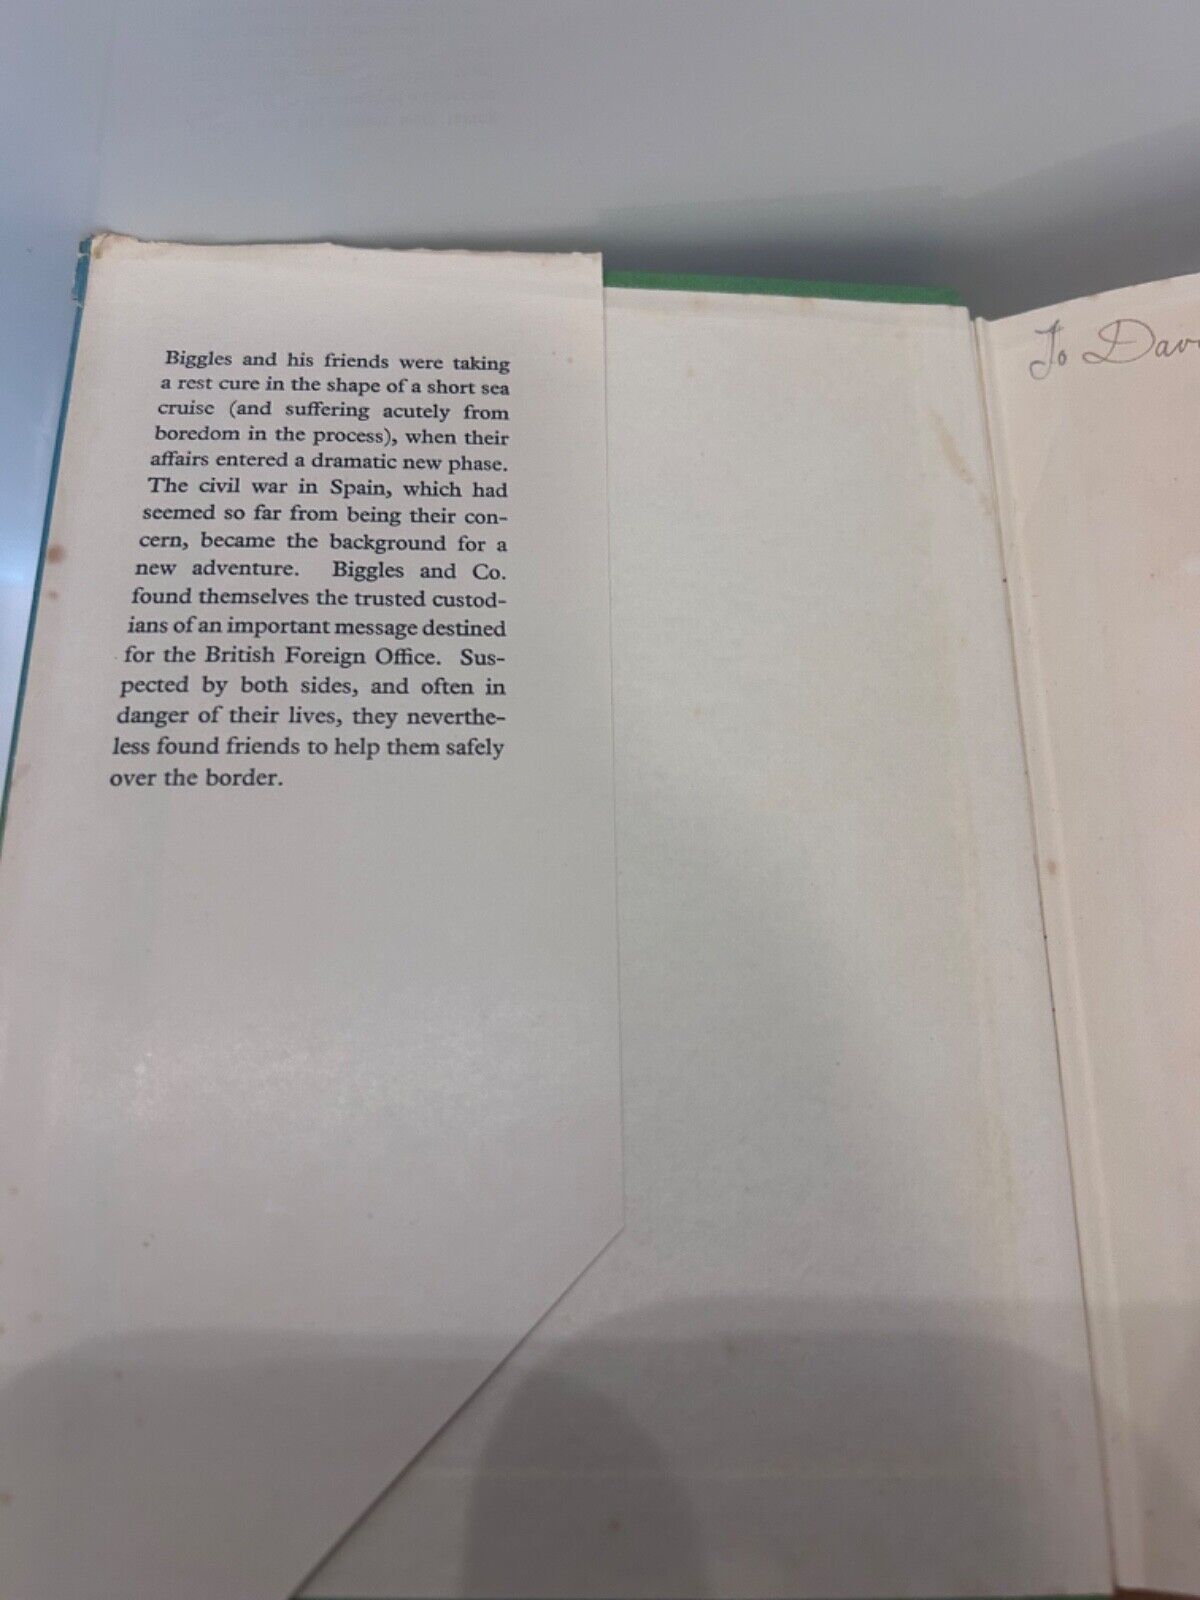 Biggles and his friends were taking
a rest cure in the shape of a short sea
cruise (and suffering acutely from
boredom in the process), when their
affairs entered a dramatic new phase.
The civil war in Spain, which had
seemed so far from being their con-
cern, became the background for a
new adventure. Biggles and Co.
found themselves the trusted custod-
ians of an important message destined
for the British Foreign Office. Sus-
pected by both sides, and often in
danger of their lives, they neverthe-
less found friends to help them safely
over the border.
To Davi